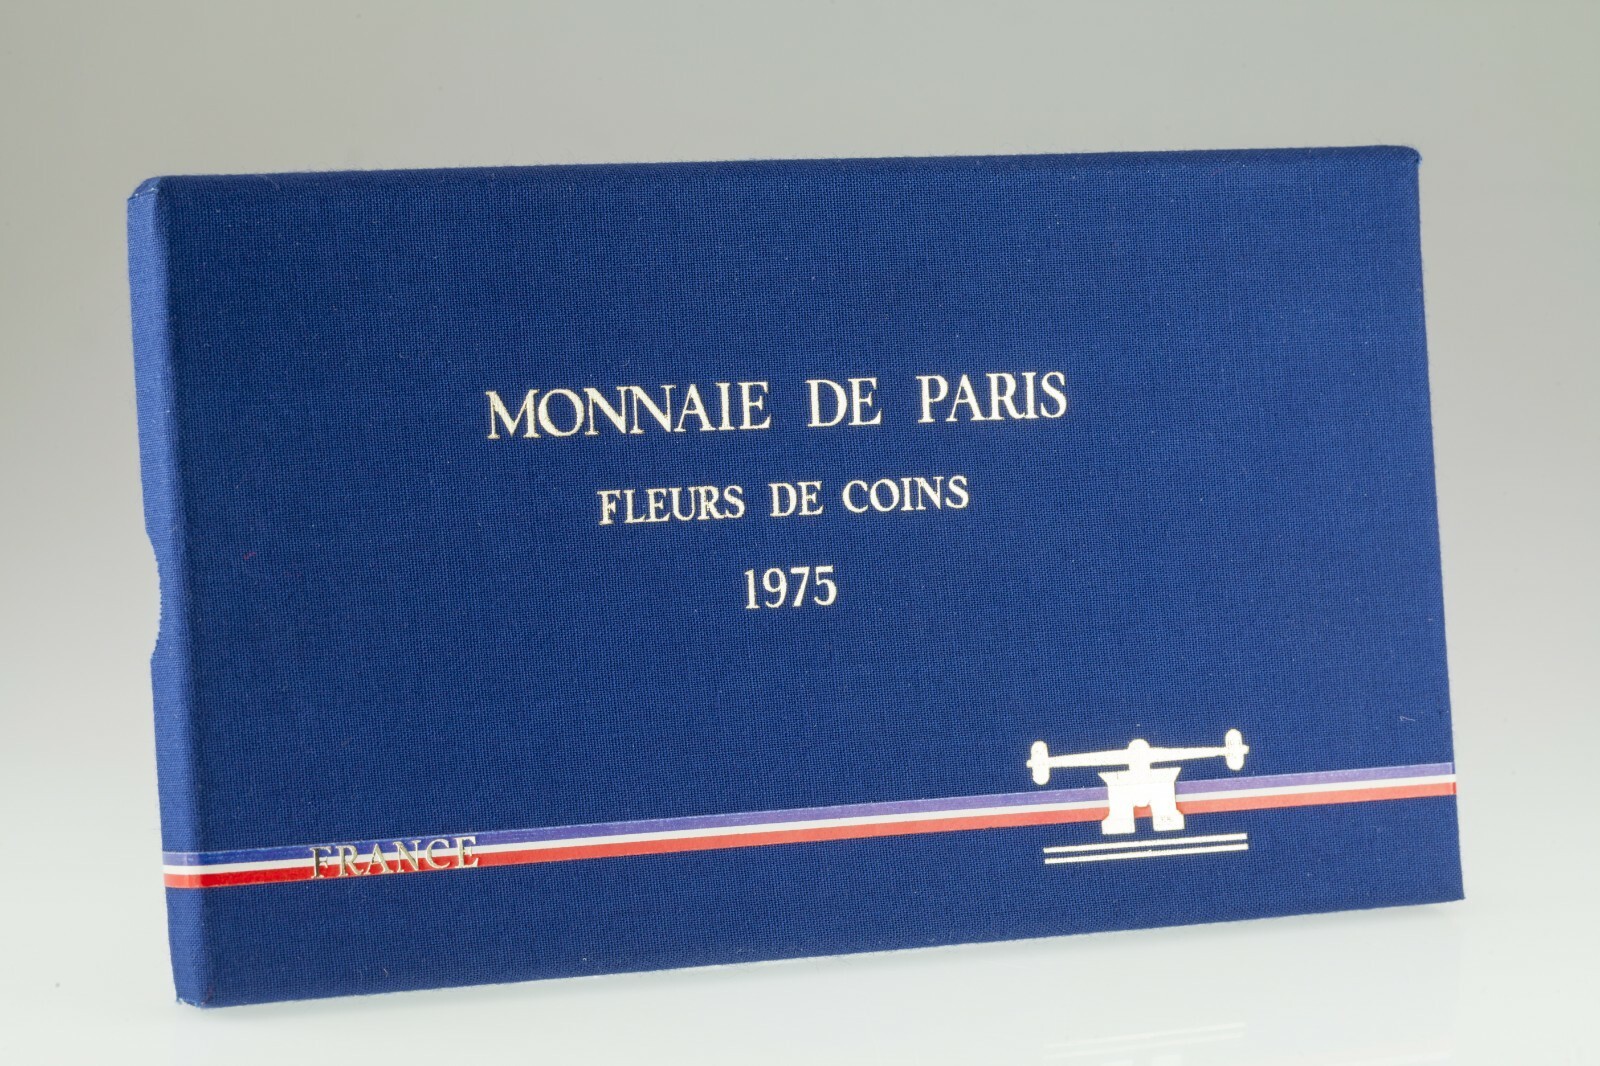 MONNAIE DE PARIS
FLEURS DE COINS
1975
FRANCE